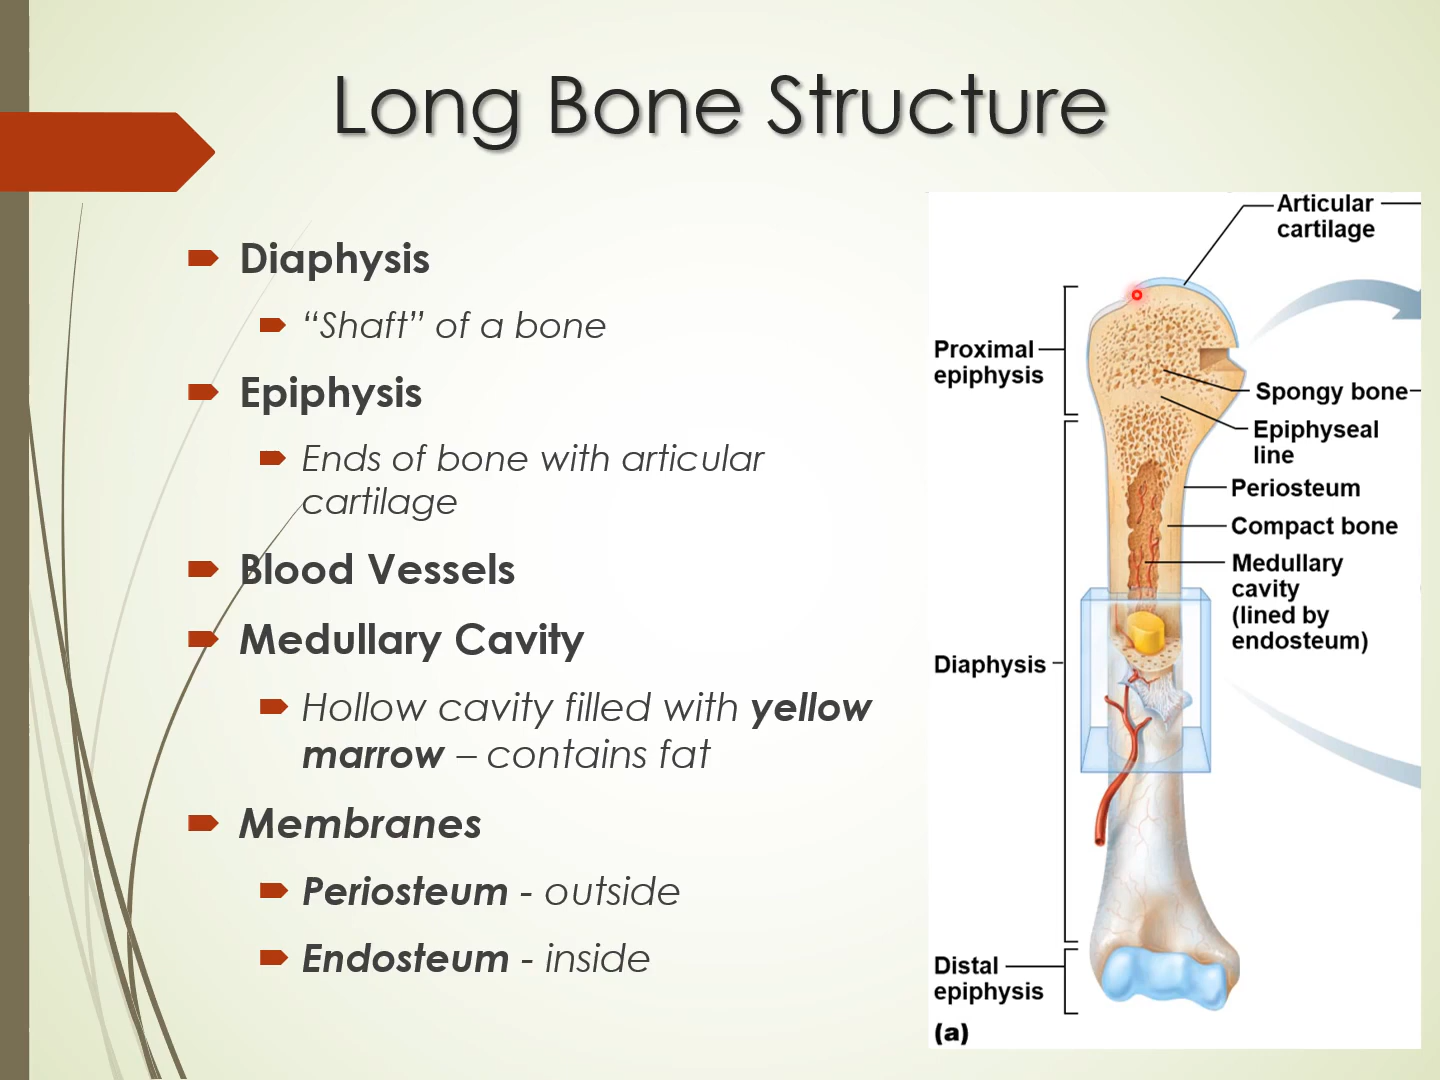 Long Bone Structure
Diaphysis
“Shaft” of a bone
Epiphysis
Ends of bone with articular
cartilage
Blood Vessels
Medullary Cavity
Hollow cavity filled with yellow
marrow – contains fat
Membranes
Periosteum - outside
Endosteum - inside
Articular
cartilage
Proximal
epiphysis
Spongy bone
Epiphyseal
line
Periosteum
Compact bone
Medullary
cavity
(lined by
endosteum)
Diaphysis
Distal
epiphysis
(a)